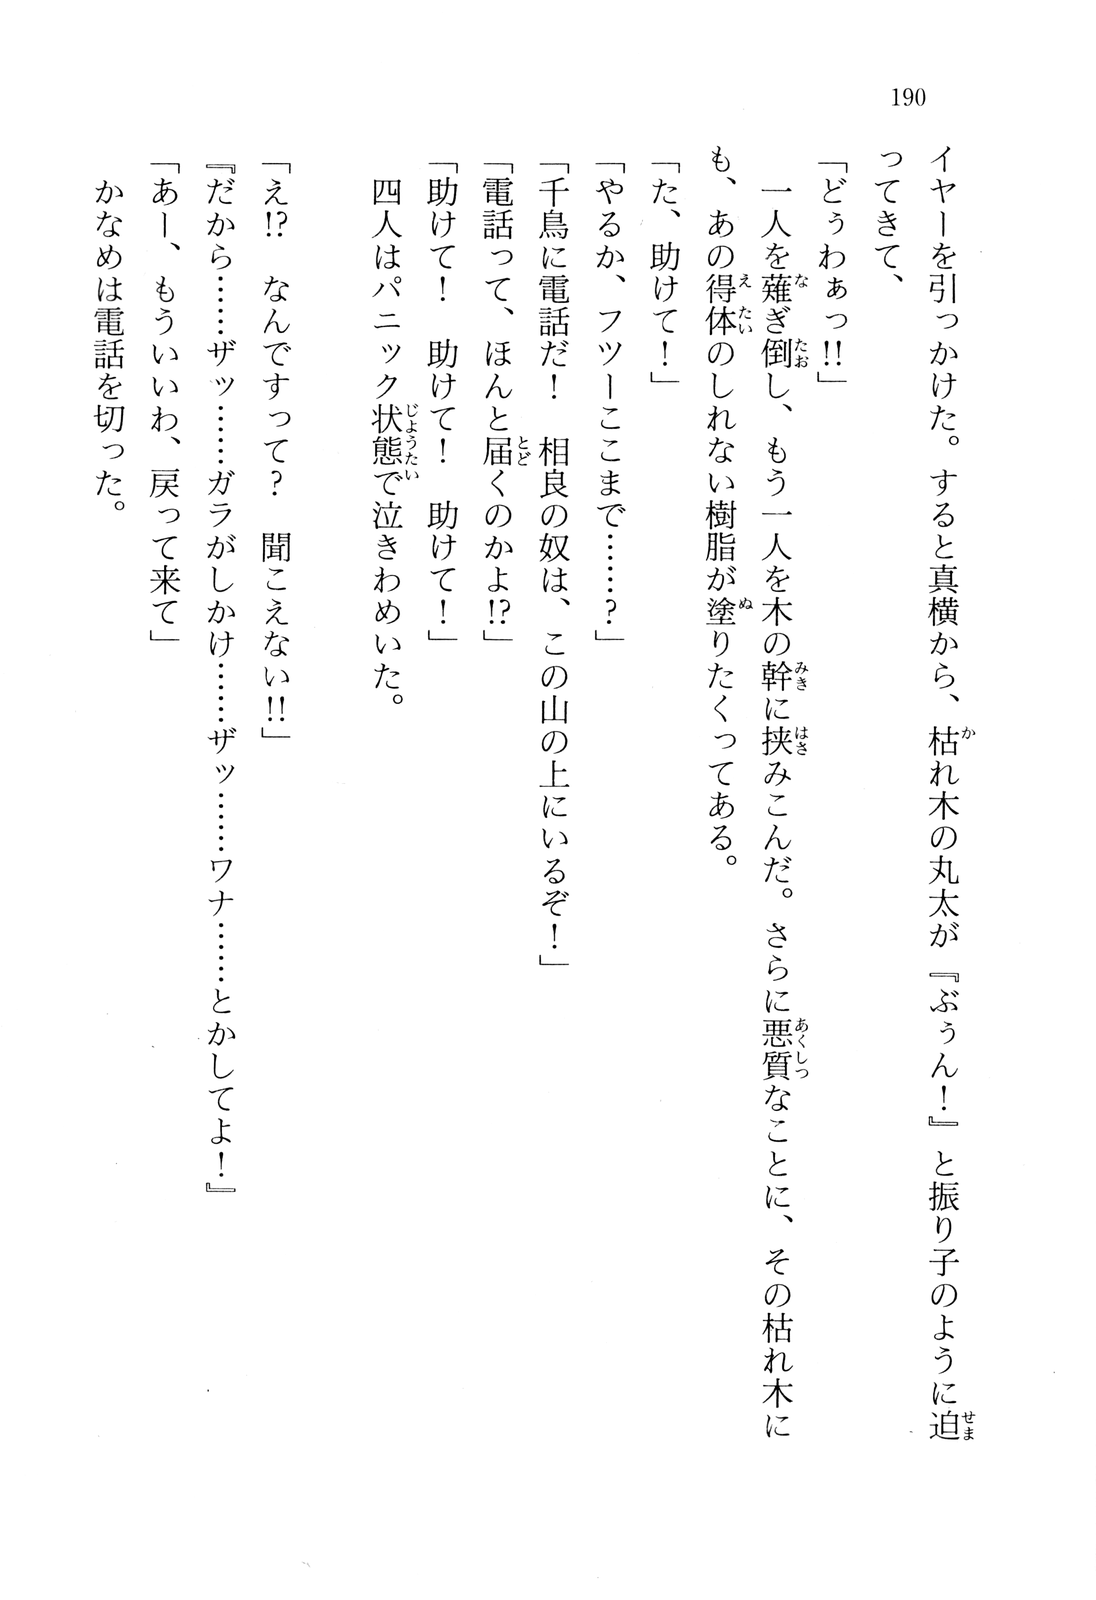 190
イヤーを引っかけた。すると真横から、枯れ木の丸太が『ぶぅん！』と振り子のように迫
ってきて、
「どぅわぁっ!!」
　一人を薙ぎ倒し、もう一人を木の幹に挟みこんだ。さらに悪質なことに、その枯れ木に
も、あの得体のしれない樹脂が塗りたくってある。
「た、助けて！」
「やるか、フツーここまで……？」
「千鳥に電話だ！　相良の奴は、この山の上にいるぞ！」
「電話って、ほんと届くのかよ!?」
「助けて！　助けて！　助けて！」
　四人はパニック状態で泣きわめいた。
「え!?　なんですって？　聞こえない!!」
『だから……ザッ……ガラがしかけ……ザッ……ワナ……とかしてよ！』
「あー、もういいわ、戻って来て」
　かなめは電話を切った。